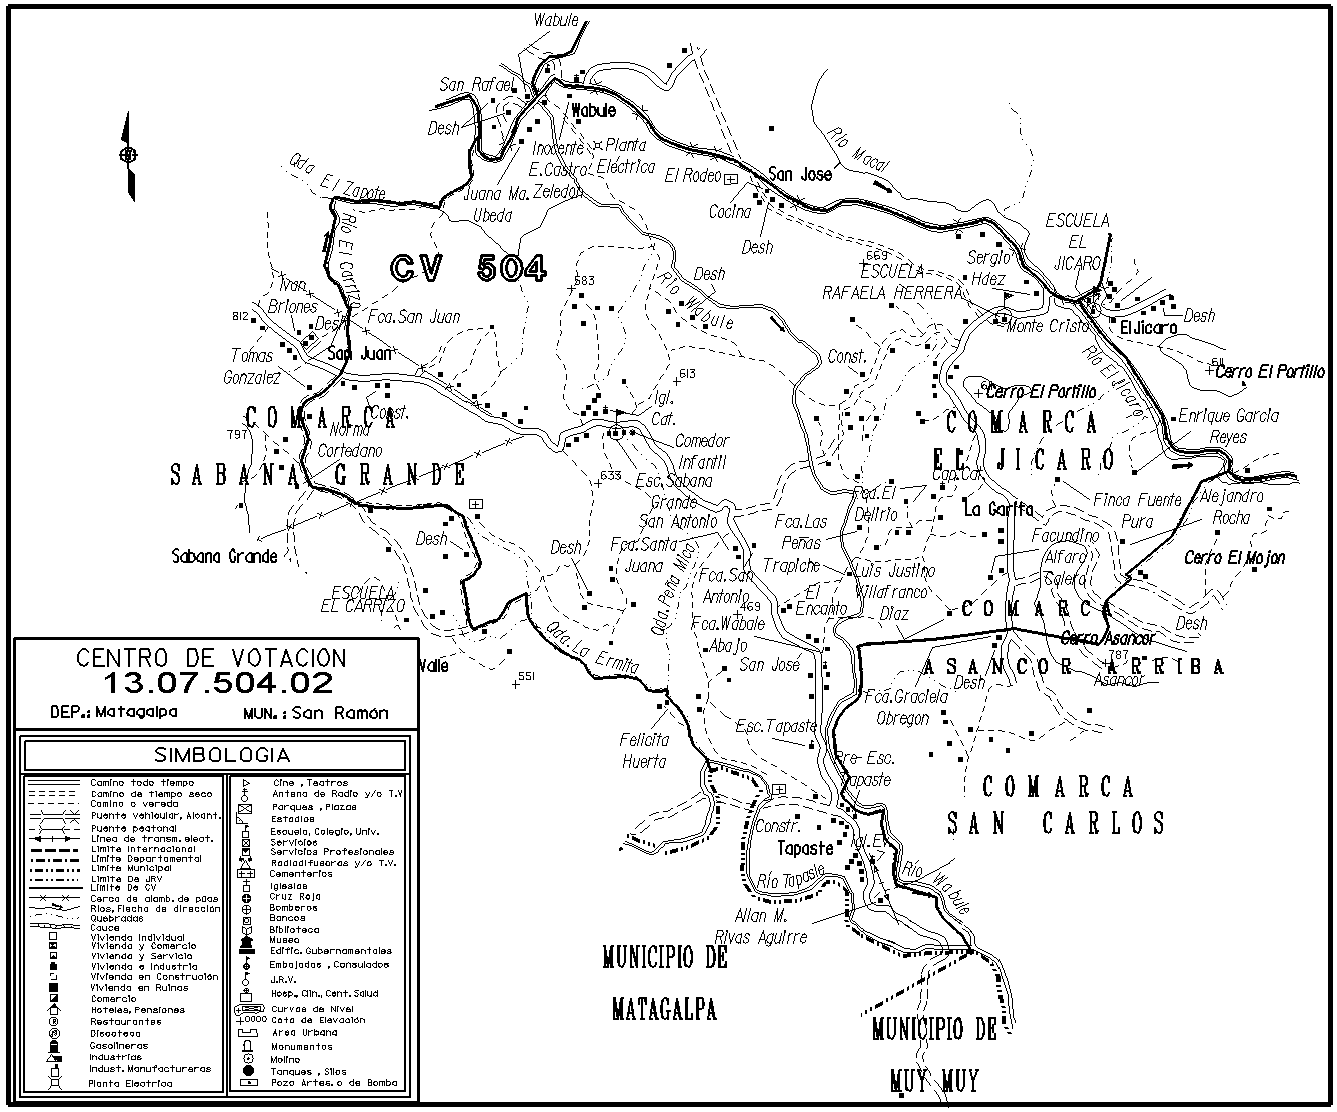 Wabule
San Rafael
Desh
Wabule
Inocente
E.Castro
Zeledon
Planta
Electrica
Juana Ma.
Ubeda
Qda El Zapote
Río El Carrizo
El Rodeo
San Jose
Cocina
Desh
Río Macal
CV 504
ESCUELA
EL
JICARO
Sergio
Háez
669
ESCUELA
RAFAELA HERRERA
Monte Cristo
Desh
El Jicaro
Desh
Río Wabule
583
Ivan
Briones
812
Desh
Fca.San Juan
San Juan
Tomas
Gonzalez
Const.
Río El Jicaro
611
Cerro El Portillo
613
Igl.
Cat.
Const.
Cerro El Portillo
COMARCA
SABANA GRANDE
Const.
797
Norma
Cortedano
Comedor
Infantil
Esc.Sabana
Grande
633
COMARCA
EL JICARO
Enrique Garcia
Reyes
Cap.Cat.
Fca.El
Delirio
La Garita
Finca Fuente
Pura
Alejandro
Rocha
San Antonio
Fca.Santa
Juana
Fca.Las
Peñas
Trapiche
Facundino
Alfaro
Calero
Cerro El Mojon
Sabana Grande
Desh
Desh
Qda.Peña Mica
Fca.San
Antonio
469
Luis Justino
Villafranco
Díaz
El
Encanto
ESCUELA
EL CARRIZO
Fca.Wabale
Abajo
San José
COMARCA
ASANCOR ARRIBA
Desh
Cerro Asancor
787
Asancor
Qda.La Ermita
Valle
551
Fca.Graciela
Obregon
Desh
Felicita
Huerta
Esc.Tapaste
Pre-Esc.
Tapaste
COMARCA
SAN CARLOS
Constr.
Tapaste
Igl.Ev.
Río Tapaste
Río Wabule
Allan M.
Rivas Aguirre
MUNICIPIO DE
MATAGALPA
MUNICIPIO DE
MUY MUY
CENTRO DE VOTACION
13.07.504.02
DEP.: Matagalpa MUN.: San Ramón
SIMBOLOGIA
Camino todo tiempo
Camino de tiempo seco
Camino o vereda
Puente vehicular, Alcant.
Puente peatonal
Linea de transm. elect.
Limite Internacional
Limite Departamental
Limite Municipal
Limite De JRV
Limite De CV
Cerca de alamb. de púas
Rios, Flecha de dirección
Quebradas
Cauce
Vivienda Individual
Vivienda y Comercio
Vivienda y Servicio
Vivienda e Industria
Vivienda en Construción
Vivienda en Ruinas
Comercio
Hoteles, Pensiones
Restaurantes
Discoteca
Gasolineras
Industrias
Indust. Manufactureras
Planta Electrica
Cine , Teatros
Antena de Radio y/o T.V
Parques , Plazas
Estadios
Escuela, Colegio, Univ.
Servicios
Servicios Profesionales
Radiodifusoras y/o T.V.
Cementerios
Iglesias
Cruz Roja
Bomberos
Bancos
Biblioteca
Museo
Edific. Gubernamentales
Embajadas , Consulados
J.R.V.
Hosp., Clin., Cent. Salud
Curvas de Nivel
Cota de Elevación
Area Urbana
Monumentos
Molino
Tanques , Silos
Pozo Artes. o de Bomba